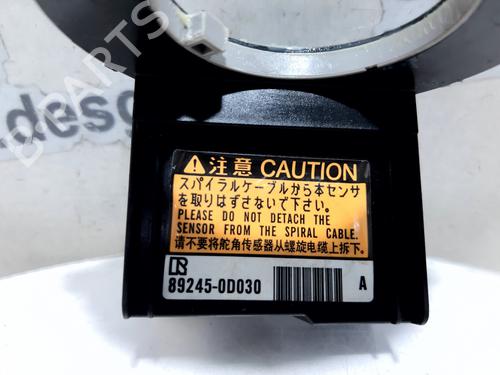 B-PARTS
desg
⚠注意 CAUTION
スパイラルケーブルから本センサ
を取りはずさないで下さい。
PLEASE DO NOT DETACH THE
SENSOR FROM THE SPIRAL CABLE.
请不要将舵角传感器从螺旋电缆上拆下。
R
89245-0D030 A